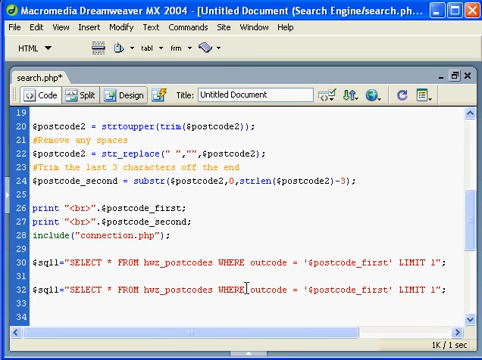 Macromedia Dreamweaver MX 2004 - [Untitled Document (Search Engine/search.ph...
File Edit View Insert Modify Text Commands Site Window Help
HTML tabl frm
search.php*
Code Split Design Title: Untitled Document
19
20 $postcode2 = strtoupper(trim($postcode2));
21 #Remove any spaces
22 $postcode2 = str_replace(" ","",$postcode2);
23 #Trim the last 3 characters off the end
24 $postcode_second = substr($postcode2,0,strlen($postcode2)-3);
25
26 print "<br>".$postcode_first;
27 print "<br>".$postcode_second;
28 include("connection.php");
29
30 $sql1="SELECT * FROM hwz_postcodes WHERE outcode = '$postcode_first' LIMIT 1";
31
32 $sql1="SELECT * FROM hwz_postcodes WHERE outcode = '$postcode_first' LIMIT 1";
33
34
1K / 1 sec